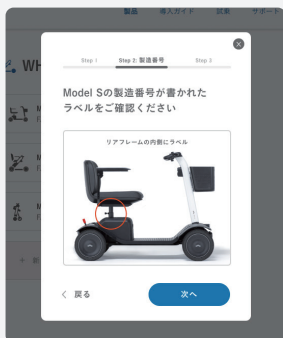 製品 導入ガイド 試乗 サポート
WH
Step 1 Step 2: 製造番号 Step 3
Model Sの製造番号が書かれた
ラベルをご確認ください
リアフレームの内側にラベル
M
M
M
戻る
次へ